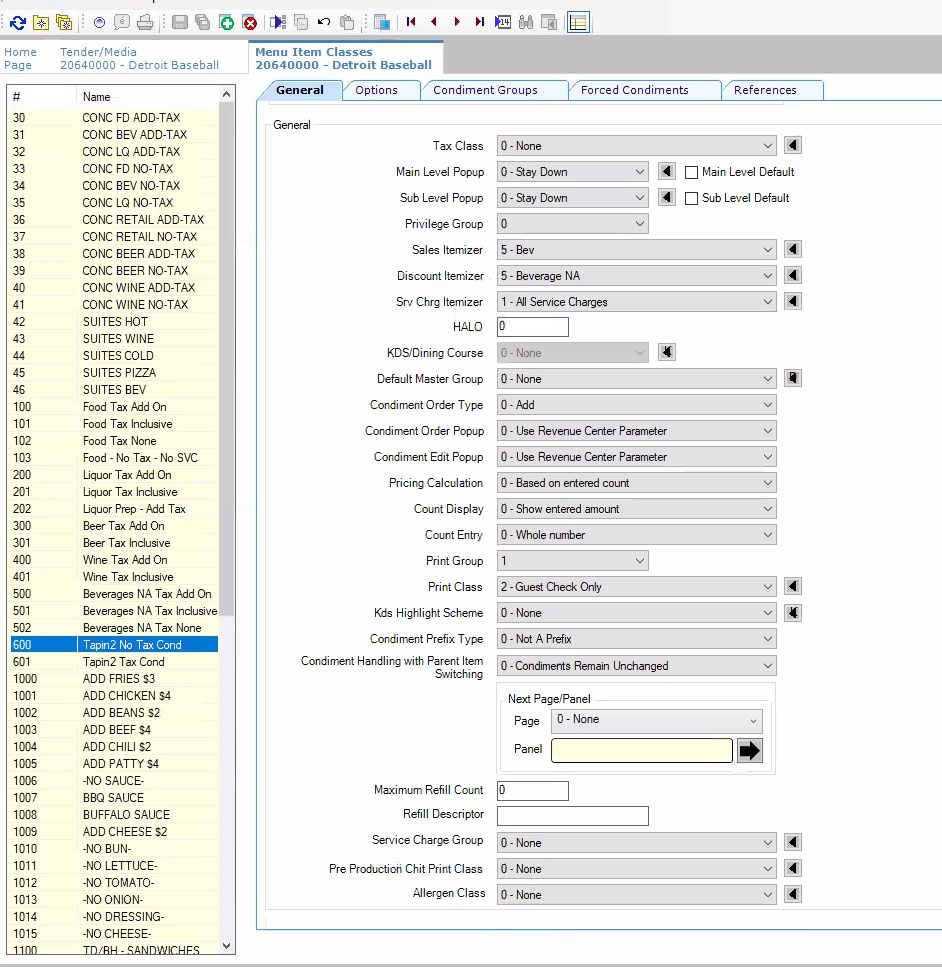 Home Page
Tender/Media
20640000 - Detroit Baseball
Menu Item Classes
20640000 - Detroit Baseball
# Name
30 CONC FD ADD-TAX
31 CONC BEV ADD-TAX
32 CONC LQ ADD-TAX
33 CONC FD NO-TAX
34 CONC BEV NO-TAX
35 CONC LQ NO-TAX
36 CONC RETAIL ADD-TAX
37 CONC RETAIL NO-TAX
38 CONC BEER ADD-TAX
39 CONC BEER NO-TAX
40 CONC WINE ADD-TAX
41 CONC WINE NO-TAX
42 SUITES HOT
43 SUITES WINE
44 SUITES COLD
45 SUITES PIZZA
46 SUITES BEV
100 Food Tax Add On
101 Food Tax Inclusive
102 Food Tax None
103 Food - No Tax - No SVC
200 Liquor Tax Add On
201 Liquor Tax Inclusive
202 Liquor Prep - Add Tax
300 Beer Tax Add On
301 Beer Tax Inclusive
400 Wine Tax Add On
401 Wine Tax Inclusive
500 Beverages NA Tax Add On
501 Beverages NA Tax Inclusive
502 Beverages NA Tax None
600 Tapin2 No Tax Cond
601 Tapin2 Tax Cond
1000 ADD FRIES $3
1001 ADD CHICKEN $4
1002 ADD BEANS $2
1003 ADD BEEF $4
1004 ADD CHILI $2
1005 ADD PATTY $4
1006 -NO SAUCE-
1007 BBQ SAUCE
1008 BUFFALO SAUCE
1009 ADD CHEESE $2
1010 -NO BUN-
1011 -NO LETTUCE-
1012 -NO TOMATO-
1013 -NO ONION-
1014 -NO DRESSING-
1015 -NO CHEESE-
1100 TD/BH - SANDWICHES
General Options Condiment Groups Forced Condiments References
General
Tax Class 0 - None
Main Level Popup 0 - Stay Down Main Level Default
Sub Level Popup 0 - Stay Down Sub Level Default
Privilege Group 0
Sales Itemizer 5 - Bev
Discount Itemizer 5 - Beverage NA
Srv Chrg Itemizer 1 - All Service Charges
HALO 0
KDS/Dining Course 0 - None
Default Master Group 0 - None
Condiment Order Type 0 - Add
Condiment Order Popup 0 - Use Revenue Center Parameter
Condiment Edit Popup 0 - Use Revenue Center Parameter
Pricing Calculation 0 - Based on entered count
Count Display 0 - Show entered amount
Count Entry 0 - Whole number
Print Group 1
Print Class 2 - Guest Check Only
Kds Highlight Scheme 0 - None
Condiment Prefix Type 0 - Not A Prefix
Condiment Handling with Parent Item
Switching 0 - Condiments Remain Unchanged
Next Page/Panel
Page 0 - None
Panel
Maximum Refill Count 0
Refill Descriptor
Service Charge Group 0 - None
Pre Production Chit Print Class 0 - None
Allergen Class 0 - None